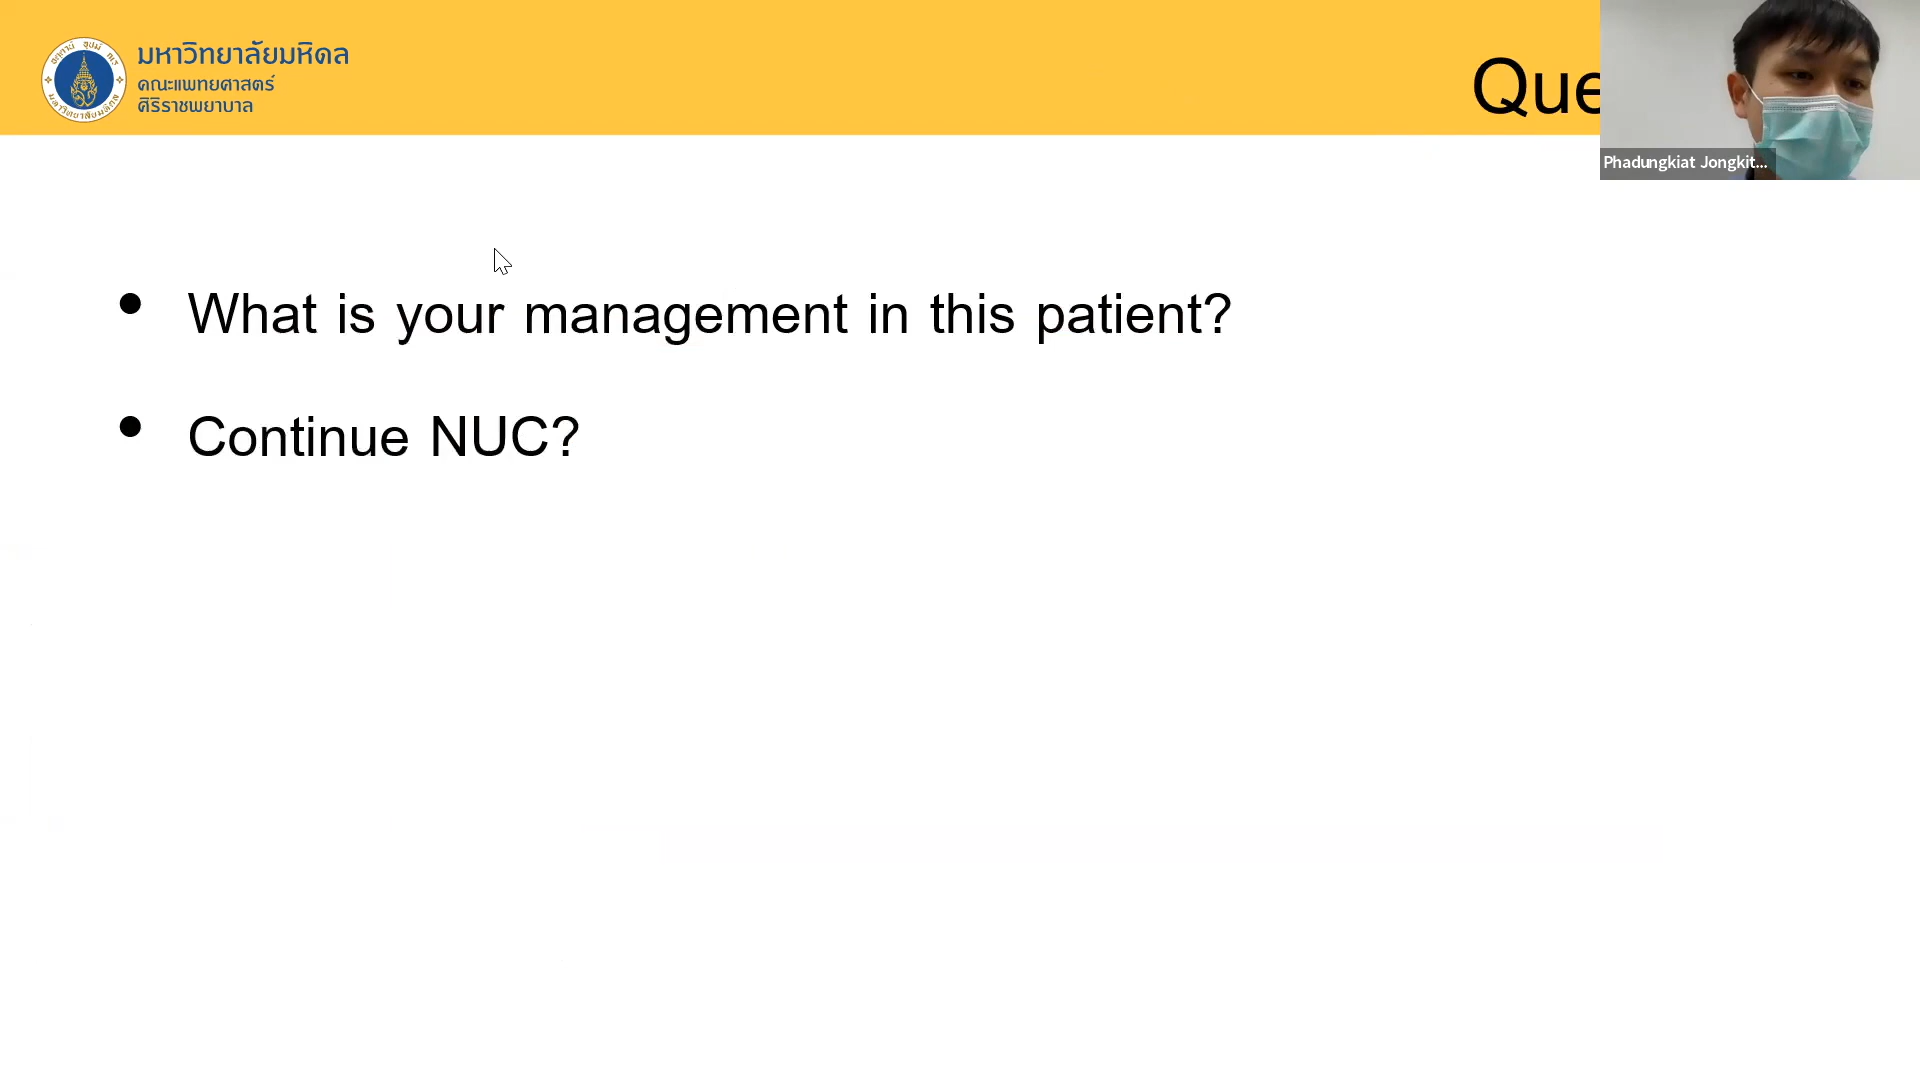 มหาวิทยาลัยมหิดล
คณะแพทยศาสตร์
ศิริราชพยาบาล
Que
Phadungkiat Jongkit...
• What is your management in this patient?
• Continue NUC?